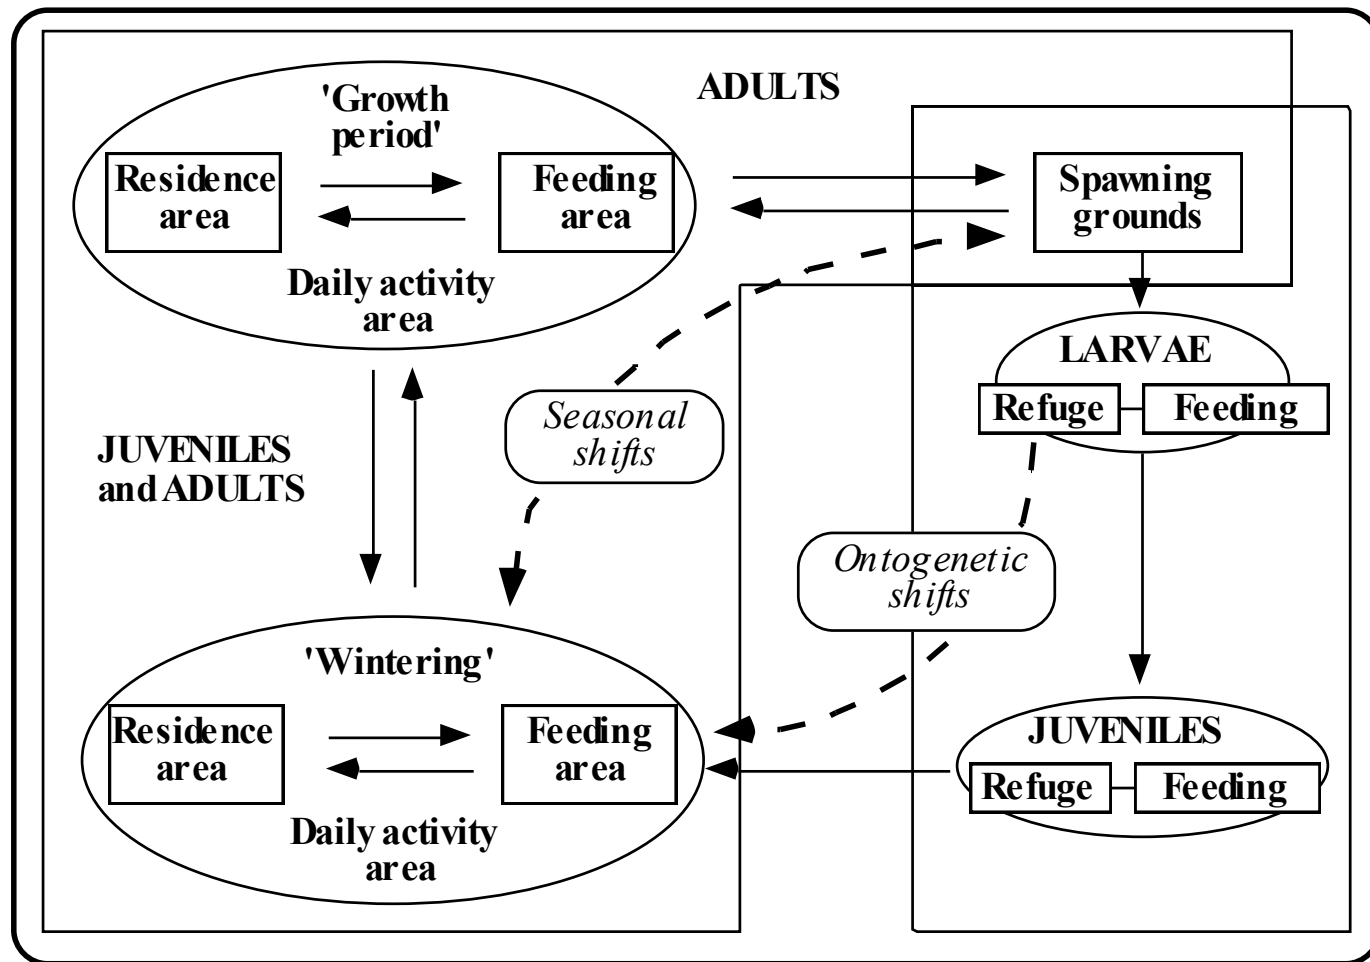 ADULTS
'Growth
period'
Residence
area
Feeding
area
Daily activity
area
Spawning
grounds
LARVAE
Refuge
Feeding
Seasonal
shifts
JUVENILES
and ADULTS
Ontogenetic
shifts
'Wintering'
Residence
area
Feeding
area
Daily activity
area
JUVENILES
Refuge
Feeding